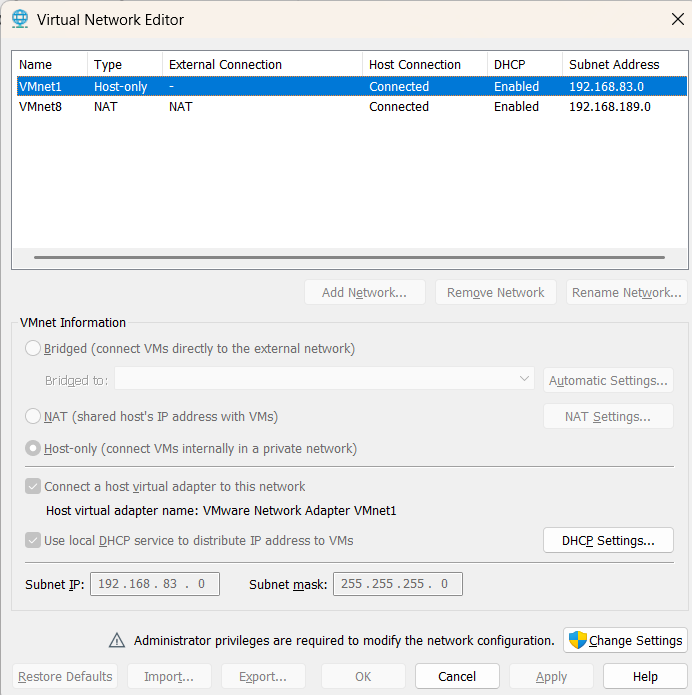 Virtual Network Editor
Name Type External Connection Host Connection DHCP Subnet Address
VMnet1 Host-only - Connected Enabled 192.168.83.0
VMnet8 NAT NAT Connected Enabled 192.168.189.0
Add Network... Remove Network Rename Network...
VMnet Information
Bridged (connect VMs directly to the external network)
Bridged to: Automatic Settings...
NAT (shared host's IP address with VMs) NAT Settings...
Host-only (connect VMs internally in a private network)
Connect a host virtual adapter to this network
Host virtual adapter name: VMware Network Adapter VMnet1
Use local DHCP service to distribute IP address to VMs DHCP Settings...
Subnet IP: 192 . 168 . 83 . 0 Subnet mask: 255 . 255 . 255 . 0
Administrator privileges are required to modify the network configuration. Change Settings
Restore Defaults Import... Export... OK Cancel Apply Help